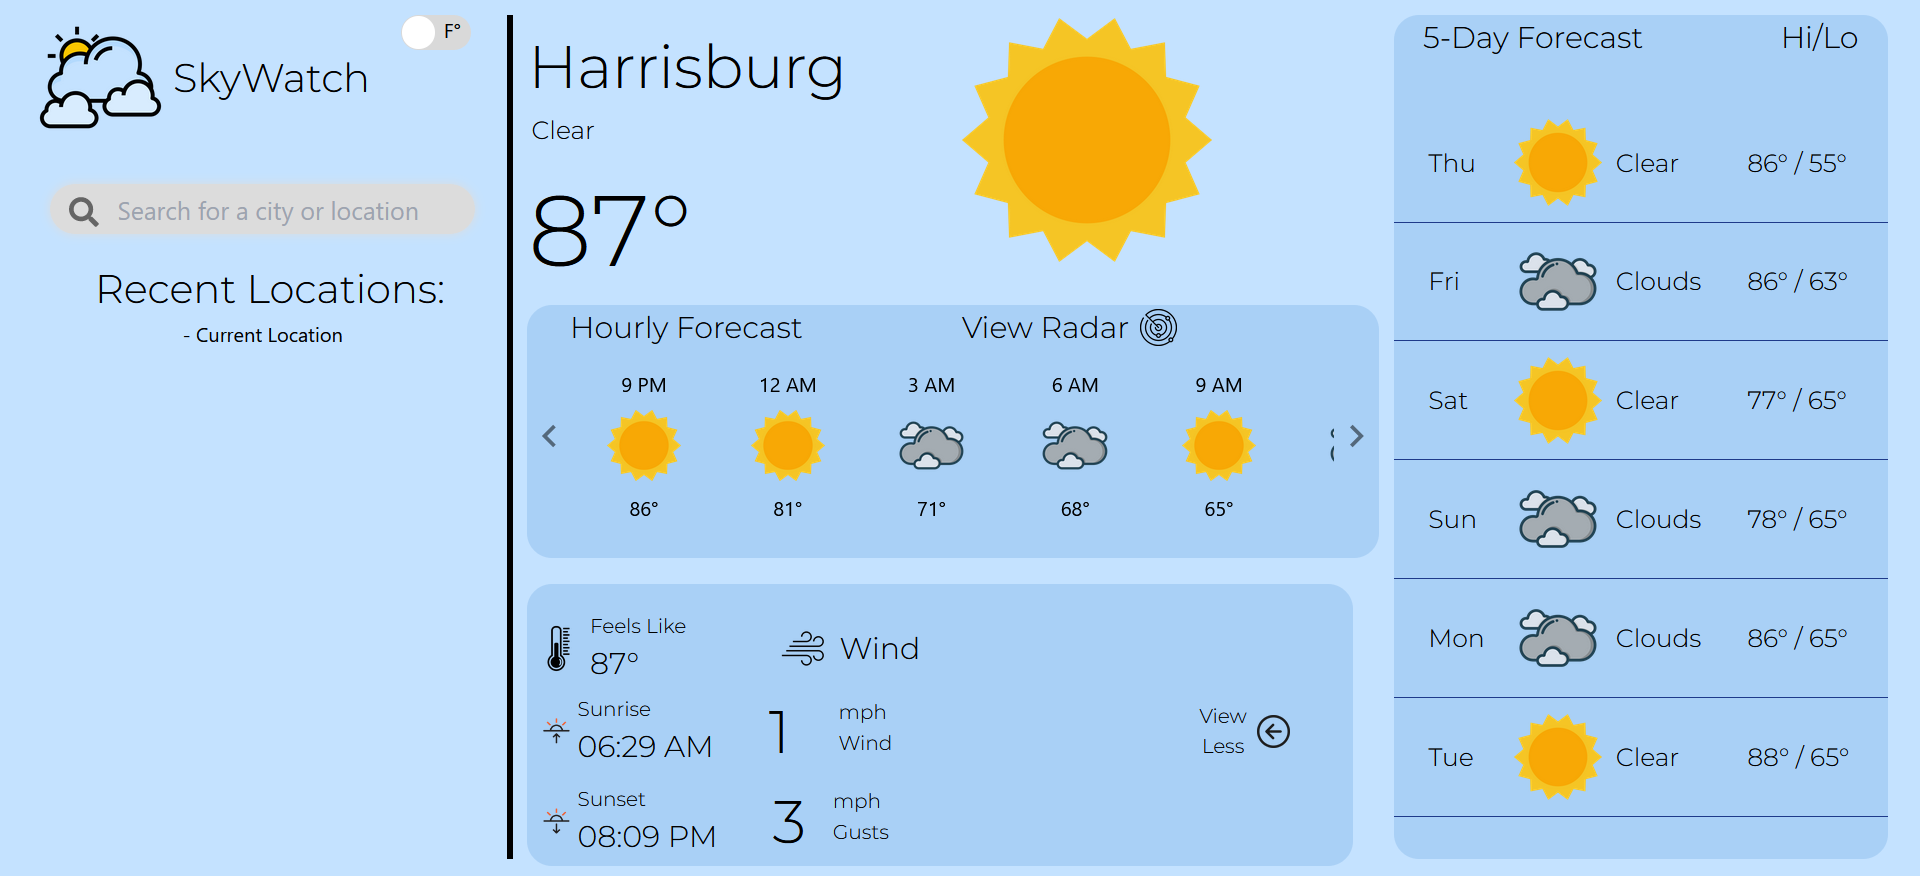 SkyWatch
F°
Search for a city or location
Recent Locations:
- Current Location
Harrisburg
Clear
87°
Hourly Forecast
View Radar
9 PM 12 AM 3 AM 6 AM 9 AM
86° 81° 71° 68° 65°
Feels Like
87°
Sunrise
06:29 AM
Sunset
08:09 PM
Wind
1 mph
Wind
3 mph
Gusts
View
Less
5-Day Forecast Hi/Lo
Thu Clear 86° / 55°
Fri Clouds 86° / 63°
Sat Clear 77° / 65°
Sun Clouds 78° / 65°
Mon Clouds 86° / 65°
Tue Clear 88° / 65°